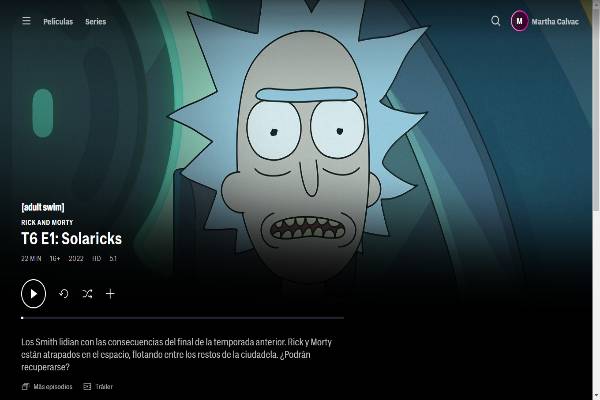 Películas Series M Martha Calvac
[adult swim]
RICK AND MORTY
T6 E1: Solaricks
22 MIN 16+ 2022 HD 5.1
Los Smith lidian con las consecuencias del final de la temporada anterior. Rick y Morty
están atrapados en el espacio, flotando entre los restos de la ciudadela. ¿Podrán
recuperarse?
Más episodios Tráiler